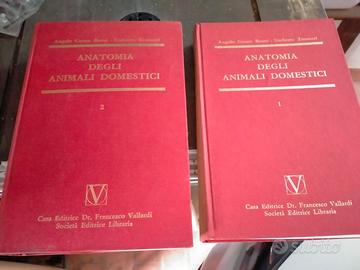 Angelo Cesare Bruni - Umberto Zimmerl
ANATOMIA
DEGLI
ANIMALI DOMESTICI
2
V
Casa Editrice Dr. Francesco Vallardi
Società Editrice Libraria
Angelo Cesare Bruni - Umberto Zimmerl
ANATOMIA
DEGLI
ANIMALI DOMESTICI
1
V
Casa Editrice Dr. Francesco Vallardi
Società Editrice Libraria
subito